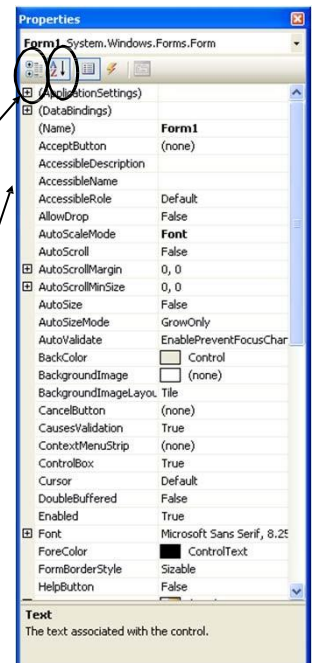 Properties
Form1 System.Windows.Forms.Form
(ApplicationSettings)
(DataBindings)
(Name) Form1
AcceptButton (none)
AccessibleDescription
AccessibleName
AccessibleRole Default
AllowDrop False
AutoScaleMode Font
AutoScroll False
AutoScrollMargin 0, 0
AutoScrollMinSize 0, 0
AutoSize False
AutoSizeMode GrowOnly
AutoValidate EnablePreventFocusChar
BackColor Control
BackgroundImage (none)
BackgroundImageLayou Tile
CancelButton (none)
CausesValidation True
ContextMenuStrip (none)
ControlBox True
Cursor Default
DoubleBuffered False
Enabled True
Font Microsoft Sans Serif, 8.25
ForeColor ControlText
FormBorderStyle Sizable
HelpButton False
Text
The text associated with the control.